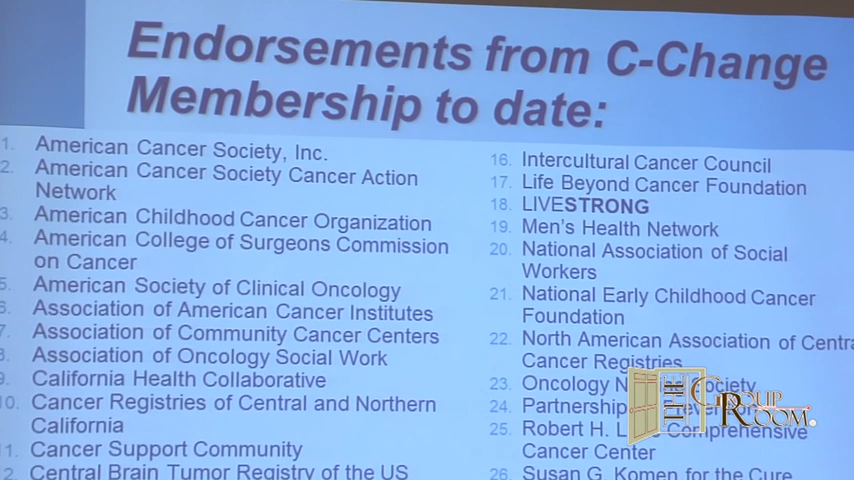 Endorsements from C-Change
Membership to date:
1. American Cancer Society, Inc.
2. American Cancer Society Cancer Action
Network
3. American Childhood Cancer Organization
4. American College of Surgeons Commission
on Cancer
5. American Society of Clinical Oncology
6. Association of American Cancer Institutes
7. Association of Community Cancer Centers
8. Association of Oncology Social Work
9. California Health Collaborative
10. Cancer Registries of Central and Northern
California
11. Cancer Support Community
12. Central Brain Tumor Registry of the US
16. Intercultural Cancer Council
17. Life Beyond Cancer Foundation
18. LIVESTRONG
19. Men's Health Network
20. National Association of Social
Workers
21. National Early Childhood Cancer
Foundation
22. North American Association of Centra
Cancer Registries
23. Oncology Society
24. Partnership
25. Robert H. Comprehensive
Cancer Center
26. Susan G. Komen for the Cure
THE GROUP ROOM